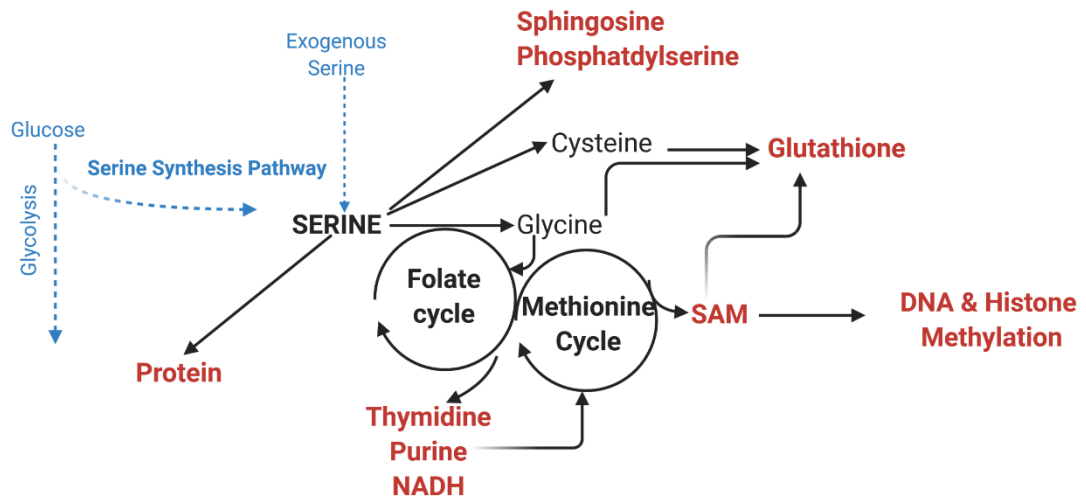 Sphingosine
Phosphatdylserine
Exogenous
Serine
Glucose
Serine Synthesis Pathway
Glycolysis
Cysteine
Glutathione
SERINE
Glycine
Folate
cycle
Methionine
Cycle
SAM
DNA & Histone
Methylation
Protein
Thymidine
Purine
NADH